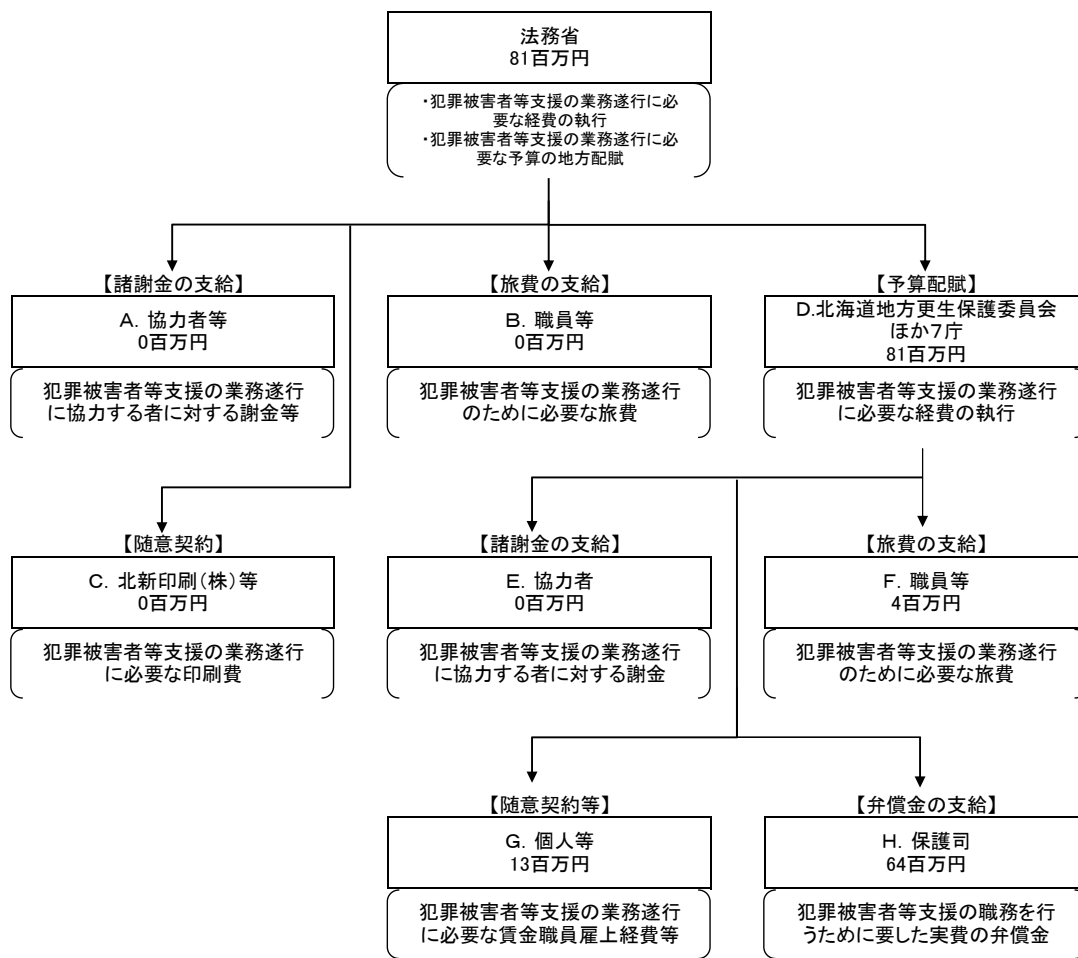 法務省
81百万円
・犯罪被害者等支援の業務遂行に必
要な経費の執行
・犯罪被害者等支援の業務遂行に必
要な予算の地方配賦
【諸謝金の支給】
A. 協力者等
0百万円
犯罪被害者等支援の業務遂行
に協力する者に対する謝金等
【旅費の支給】
B. 職員等
0百万円
犯罪被害者等支援の業務遂行
のために必要な旅費
【予算配賦】
D.北海道地方更生保護委員会
ほか7庁
81百万円
犯罪被害者等支援の業務遂行
に必要な経費の執行
【随意契約】
C. 北新印刷(株)等
0百万円
犯罪被害者等支援の業務遂行
に必要な印刷費
【諸謝金の支給】
E. 協力者
0百万円
犯罪被害者等支援の業務遂行
に協力する者に対する謝金
【旅費の支給】
F. 職員等
4百万円
犯罪被害者等支援の業務遂行
のために必要な旅費
【随意契約等】
G. 個人等
13百万円
犯罪被害者等支援の業務遂行
に必要な賃金職員雇上経費等
【弁償金の支給】
H. 保護司
64百万円
犯罪被害者等支援の職務を行
うために要した実費の弁償金